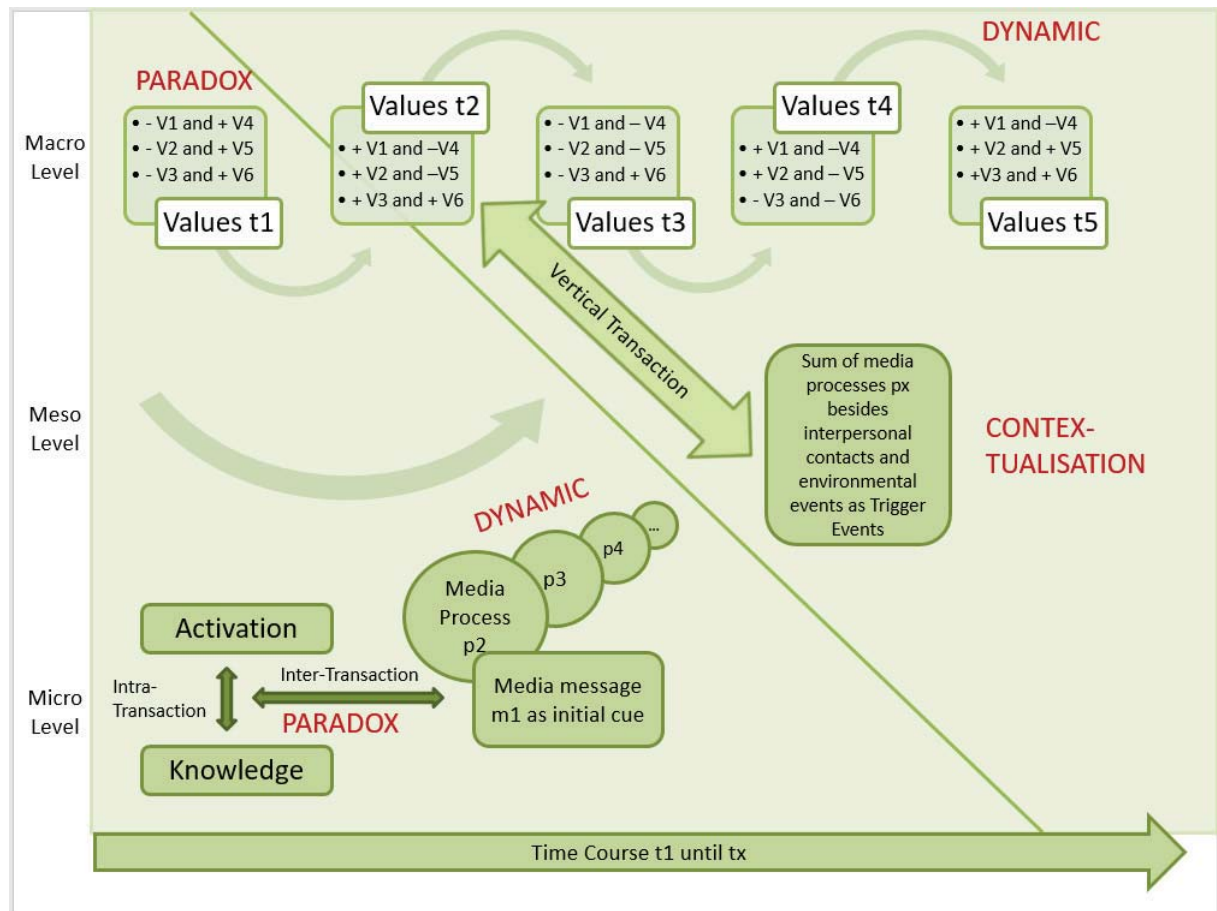 DYNAMIC
PARADOX
Macro
Level
• - V1 and + V4
• - V2 and + V5
• - V3 and + V6
Values t1
Values t2
• + V1 and –V4
• + V2 and –V5
• + V3 and + V6
• - V1 and – V4
• - V2 and – V5
• - V3 and + V6
Values t3
Values t4
• + V1 and –V4
• + V2 and – V5
• - V3 and – V6
• + V1 and –V4
• + V2 and + V5
• +V3 and + V6
Values t5
Vertical Transaction
Meso
Level
Sum of media
processes px
besides
interpersonal
contacts and
environmental
events as Trigger
Events
CONTEX-
TUALISATION
DYNAMIC
Media
Process
p2
p3
p4
...
Micro
Level
Activation
Intra-
Transaction
Inter-Transaction
PARADOX
Knowledge
Media message
m1 as initial cue
Time Course t1 until tx